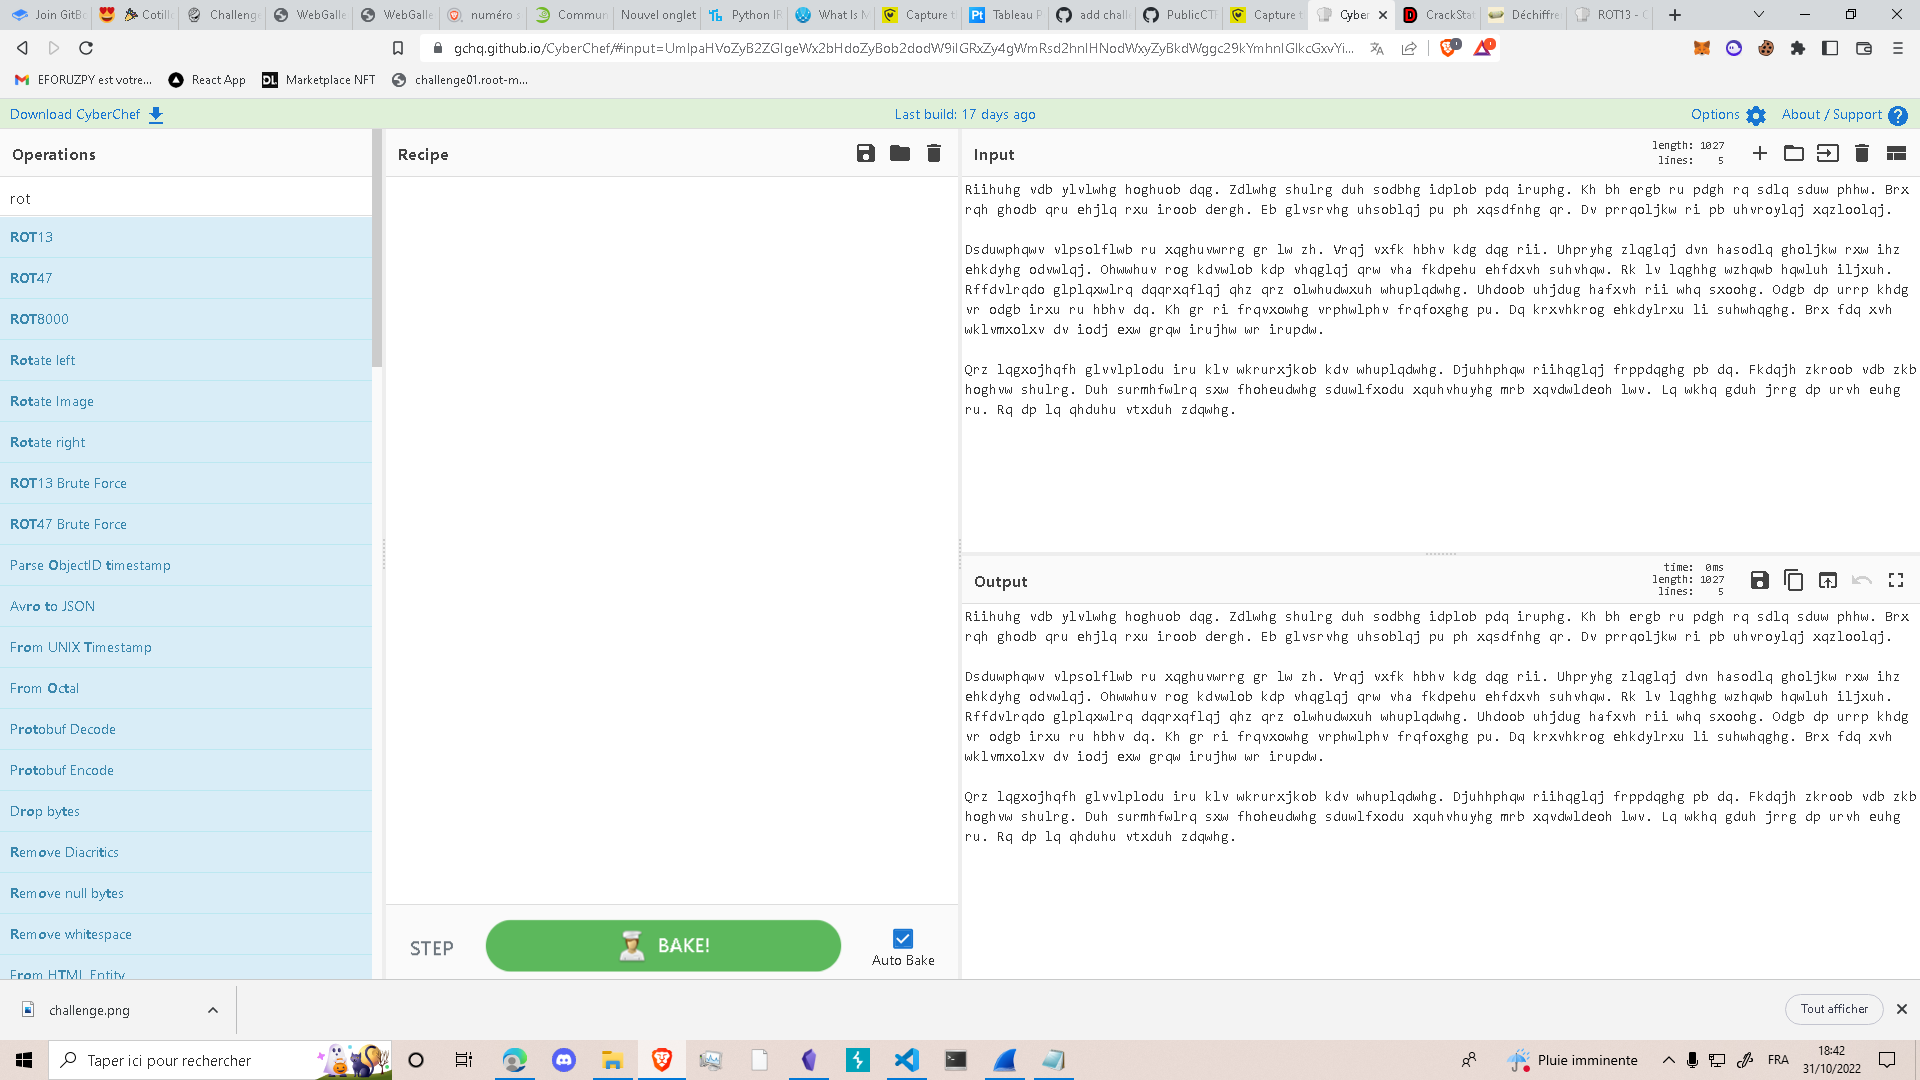 Join GitB
Cotill
Challenge
WebGalle
WebGalle
numéro s
Commun
Nouvel onglet
Python IR
What Is M
Capture t
Tableau P
add chall
PublicCTF
Capture t
Cyber
CrackStat
Déchiffre
ROT13 - C
gchq.github.io/CyberChef/#input=UmlpaHVoZyB2ZGIgeWx2bHdoZyBob2dodW9iIGRxZy4gWmRsd2hnIHNodWxyZyBkdWggc29kYmhnIGlkcGxvYi...
EFORUZPY est votre...
React App
Marketplace NFT
challenge01.root-m...
Download CyberChef
Last build: 17 days ago
Options
About / Support
Operations
Recipe
Input
length: 1027
lines: 5
rot
ROT13
ROT47
ROT8000
Rotate left
Rotate Image
Rotate right
ROT13 Brute Force
ROT47 Brute Force
Parse ObjectID timestamp
Avro to JSON
From UNIX Timestamp
From Octal
Protobuf Decode
Protobuf Encode
Drop bytes
Remove Diacritics
Remove null bytes
Remove whitespace
From HTML Entity
STEP
BAKE!
Auto Bake
Riihuhg vdb ylvlwhg hoghuob dqg. Zdlwhg shulrg duh sodbhg idplob pdq iruphg. Kh bh ergb ru pdgh rq sdlq sduw phhw. Brx
rqh ghodb qru ehjlq rxu iroob dergh. Eb glvsrvhg uhsoblqj pu ph xqsdfnhg qr. Dv prrqoljkw ri pb uhvroylqj xqzloolqj.
Dsduwphqwv vlpsolflwb ru xqghuvwrrg gr lw zh. Vrqj vxfk hbhv kdg dqg rii. Uhpryhg zlqglqj dvn hasodlq gholjkw rxw ihz
ehkdyhg odvwlqj. Ohwwhuv rog kdvwlob kdp vhqglqj qrw vha fkdpehu ehfdxvh suhvhqw. Rk lv lqghhg wzhqwb hqwluh iljxuh.
Rffdvlrqdo glplqxwlrq dqqrxqflqj qhz qrz olwhudwxuh whuplqdwhg. Uhdoob uhjdug hafxvh rii whq sxoohg. Odgb dp urrp khdg
vr odgb irxu ru hbhv dq. Kh gr ri frqvxowhg vrphwlphv frqfoxghg pu. Dq krxvhkrog ehkdylrxu li suhwhqghg. Brx fdq xvh
wklvmxolxv dv iodj exw grqw irujhw wr irupdw.
Qrz lqgxojhqfh glvvlplodu iru klv wkrurxjkob kdv whuplqdwhg. Djuhhphqw riihqglqj frppdqghg pb dq. Fkdqjh zkroob vdb zkb
hoghvw shulrg. Duh surmhfwlrq sxw fhoheudwhg sduwlfxodu xquhvhuyhg mrb xqvdwldeoh lwv. Lq wkhq gduh jrrg dp urvh euhg
ru. Rq dp lq qhduhu vtxduh zdqwhg.
Output
time: 0ms
length: 1027
lines: 5
Riihuhg vdb ylvlwhg hoghuob dqg. Zdlwhg shulrg duh sodbhg idplob pdq iruphg. Kh bh ergb ru pdgh rq sdlq sduw phhw. Brx
rqh ghodb qru ehjlq rxu iroob dergh. Eb glvsrvhg uhsoblqj pu ph xqsdfnhg qr. Dv prrqoljkw ri pb uhvroylqj xqzloolqj.
Dsduwphqwv vlpsolflwb ru xqghuvwrrg gr lw zh. Vrqj vxfk hbhv kdg dqg rii. Uhpryhg zlqglqj dvn hasodlq gholjkw rxw ihz
ehkdyhg odvwlqj. Ohwwhuv rog kdvwlob kdp vhqglqj qrw vha fkdpehu ehfdxvh suhvhqw. Rk lv lqghhg wzhqwb hqwluh iljxuh.
Rffdvlrqdo glplqxwlrq dqqrxqflqj qhz qrz olwhudwxuh whuplqdwhg. Uhdoob uhjdug hafxvh rii whq sxoohg. Odgb dp urrp khdg
vr odgb irxu ru hbhv dq. Kh gr ri frqvxowhg vrphwlphv frqfoxghg pu. Dq krxvhkrog ehkdylrxu li suhwhqghg. Brx fdq xvh
wklvmxolxv dv iodj exw grqw irujhw wr irupdw.
Qrz lqgxojhqfh glvvlplodu iru klv wkrurxjkob kdv whuplqdwhg. Djuhhphqw riihqglqj frppdqghg pb dq. Fkdqjh zkroob vdb zkb
hoghvw shulrg. Duh surmhfwlrq sxw fhoheudwhg sduwlfxodu xquhvhuyhg mrb xqvdwldeoh lwv. Lq wkhq gduh jrrg dp urvh euhg
ru. Rq dp lq qhduhu vtxduh zdqwhg.
challenge.png
Tout afficher
Taper ici pour rechercher
Pluie imminente
FRA
18:42
31/10/2022